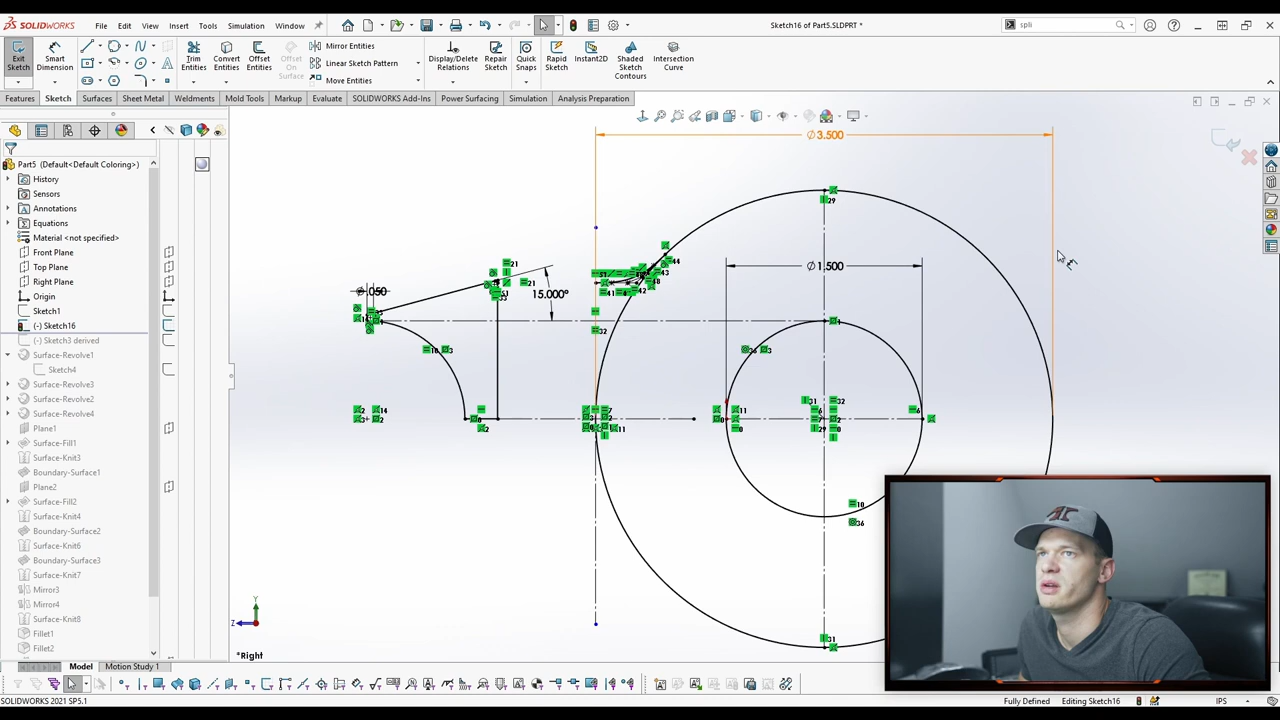 SOLIDWORKS File Edit View Insert Tools Simulation Window Sketch16 of Part5.SLDPRT * spli
Exit Sketch Smart Dimension Trim Entities Convert Entities Offset Entities Offset On Surface Mirror Entities Linear Sketch Pattern Move Entities Display/Delete Relations Repair Sketch Quick Snaps Rapid Sketch Instant2D Shaded Sketch Contours Intersection Curve
Features Sketch Surfaces Sheet Metal Weldments Mold Tools Markup Evaluate SOLIDWORKS Add-Ins Power Surfacing Simulation Analysis Preparation
Part5 (Default<Default Coloring>)
History
Sensors
Annotations
Equations
Material <not specified>
Front Plane
Top Plane
Right Plane
Origin
Sketch1
(-) Sketch16
(-) Sketch3 derived
Surface-Revolve1
Sketch4
Surface-Revolve3
Surface-Revolve2
Surface-Revolve4
Plane1
Surface-Fill1
Surface-Knit3
Boundary-Surface1
Plane2
Surface-Fill2
Surface-Knit4
Surface-Knit6
Boundary-Surface2
Boundary-Surface3
Surface-Knit7
Mirror3
Mirror4
Surface-Knit8
Fillet1
Fillet2
∅3.500
∅1.500
15.000°
∅.050
Y
Z
*Right
Model Motion Study 1
SOLIDWORKS 2021 SP5.1 Fully Defined Editing Sketch16 IPS